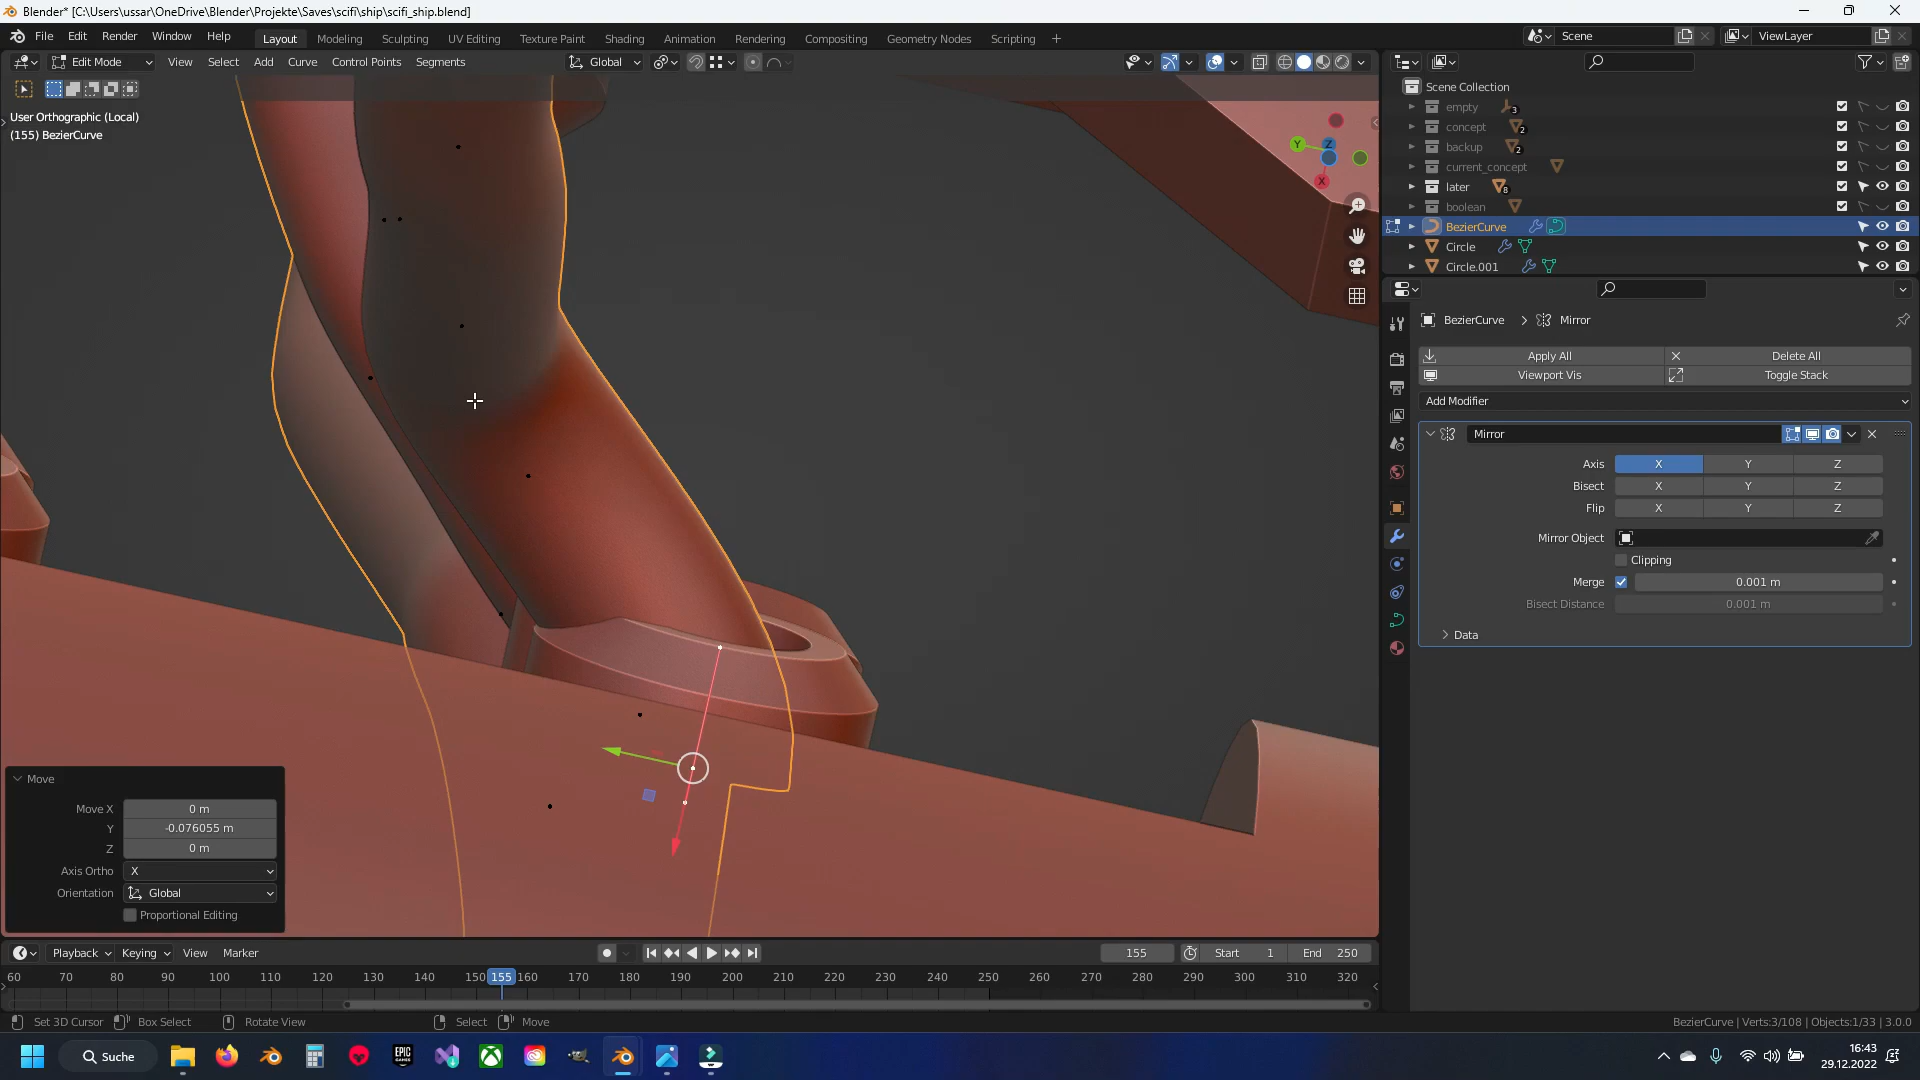 Blender* [C:\Users\ussar\OneDrive\Blender\Projekte\Saves\scifi\ship\scifi_ship.blend]
File Edit Render Window Help Layout Modeling Sculpting UV Editing Texture Paint Shading Animation Rendering Compositing Geometry Nodes Scripting + Scene ViewLayer
Edit Mode View Select Add Curve Control Points Segments Global
User Orthographic (Local)
(155) BezierCurve
Scene Collection
empty 3
concept 2
backup 2
current_concept
later 8
boolean
BezierCurve
Circle
Circle.001
Y Z X
BezierCurve > Mirror
Apply All Delete All
Viewport Vis Toggle Stack
Add Modifier
Mirror
Axis X Y Z
Bisect X Y Z
Flip X Y Z
Mirror Object
Clipping
Merge 0.001 m
Bisect Distance 0.001 m
Data
Move
Move X 0 m
Y -0.076055 m
Z 0 m
Axis Ortho X
Orientation Global
Proportional Editing
Playback Keying View Marker 155 Start 1 End 250
60 70 80 90 100 110 120 130 140 150 155 160 170 180 190 200 210 220 230 240 250 260 270 280 290 300 310 320
Set 3D Cursor Box Select Rotate View Select Move BezierCurve | Verts:3/108 | Objects:1/33 | 3.0.0
Suche EPIC GAMES 16:43
29.12.2022